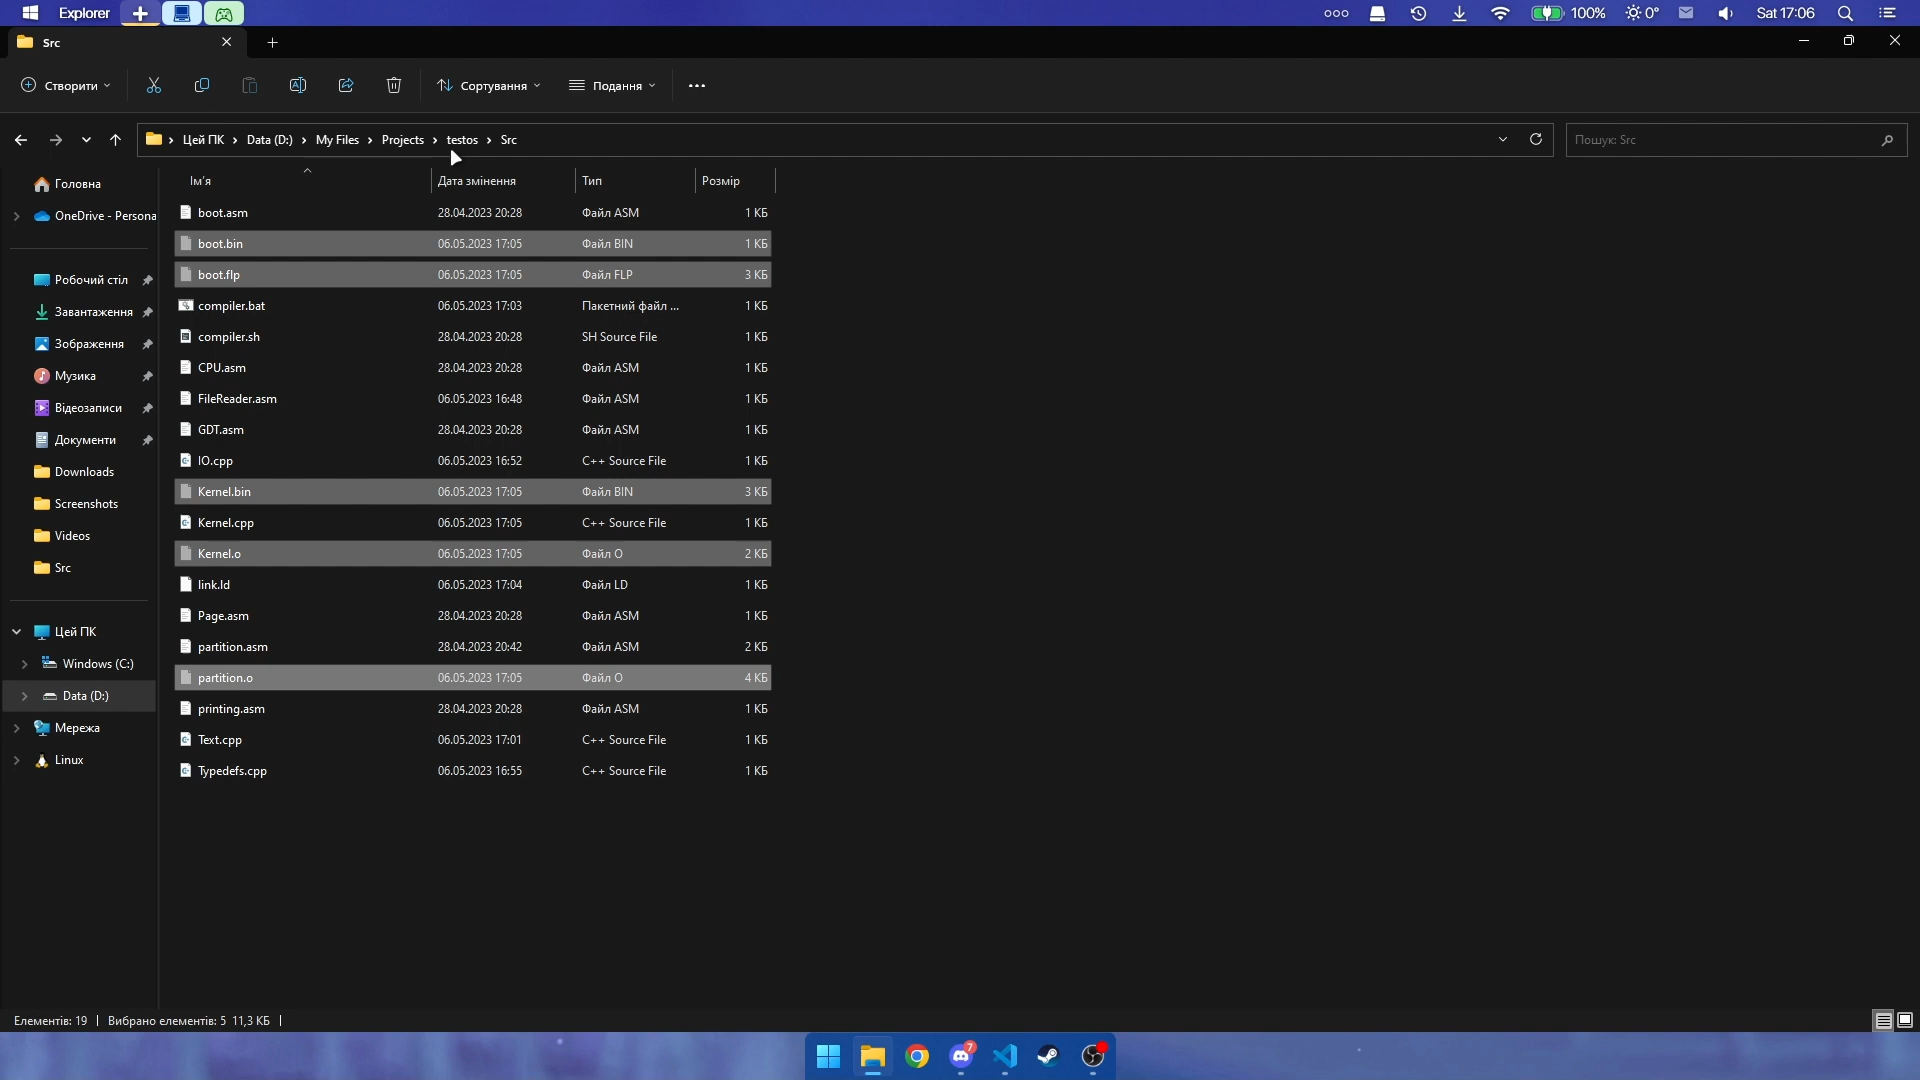 Explorer
100%
0°
Sat 17:06
Src
Створити
Сортування
Подання
Цей ПК
Data (D:)
My Files
Projects
testos
Src
Пошук: Src
Головна
OneDrive - Persona
Робочий стіл
Завантаження
Зображення
Музика
Відеозаписи
Документи
Downloads
Screenshots
Videos
Src
Цей ПК
Windows (C:)
Data (D:)
Мережа
Linux
Ім'я Дата змінення Тип Розмір
boot.asm 28.04.2023 20:28 Файл ASM 1 КБ
boot.bin 06.05.2023 17:05 Файл BIN 1 КБ
boot.flp 06.05.2023 17:05 Файл FLP 3 КБ
compiler.bat 06.05.2023 17:03 Пакетний файл ... 1 КБ
compiler.sh 28.04.2023 20:28 SH Source File 1 КБ
CPU.asm 28.04.2023 20:28 Файл ASM 1 КБ
FileReader.asm 06.05.2023 16:48 Файл ASM 1 КБ
GDT.asm 28.04.2023 20:28 Файл ASM 1 КБ
IO.cpp 06.05.2023 16:52 C++ Source File 1 КБ
Kernel.bin 06.05.2023 17:05 Файл BIN 3 КБ
Kernel.cpp 06.05.2023 17:05 C++ Source File 1 КБ
Kernel.o 06.05.2023 17:05 Файл O 2 КБ
link.ld 06.05.2023 17:04 Файл LD 1 КБ
Page.asm 28.04.2023 20:28 Файл ASM 1 КБ
partition.asm 28.04.2023 20:42 Файл ASM 2 КБ
partition.o 06.05.2023 17:05 Файл O 4 КБ
printing.asm 28.04.2023 20:28 Файл ASM 1 КБ
Text.cpp 06.05.2023 17:01 C++ Source File 1 КБ
Typedefs.cpp 06.05.2023 16:55 C++ Source File 1 КБ
Елементів: 19
Вибрано елементів: 5 11,3 КБ
7